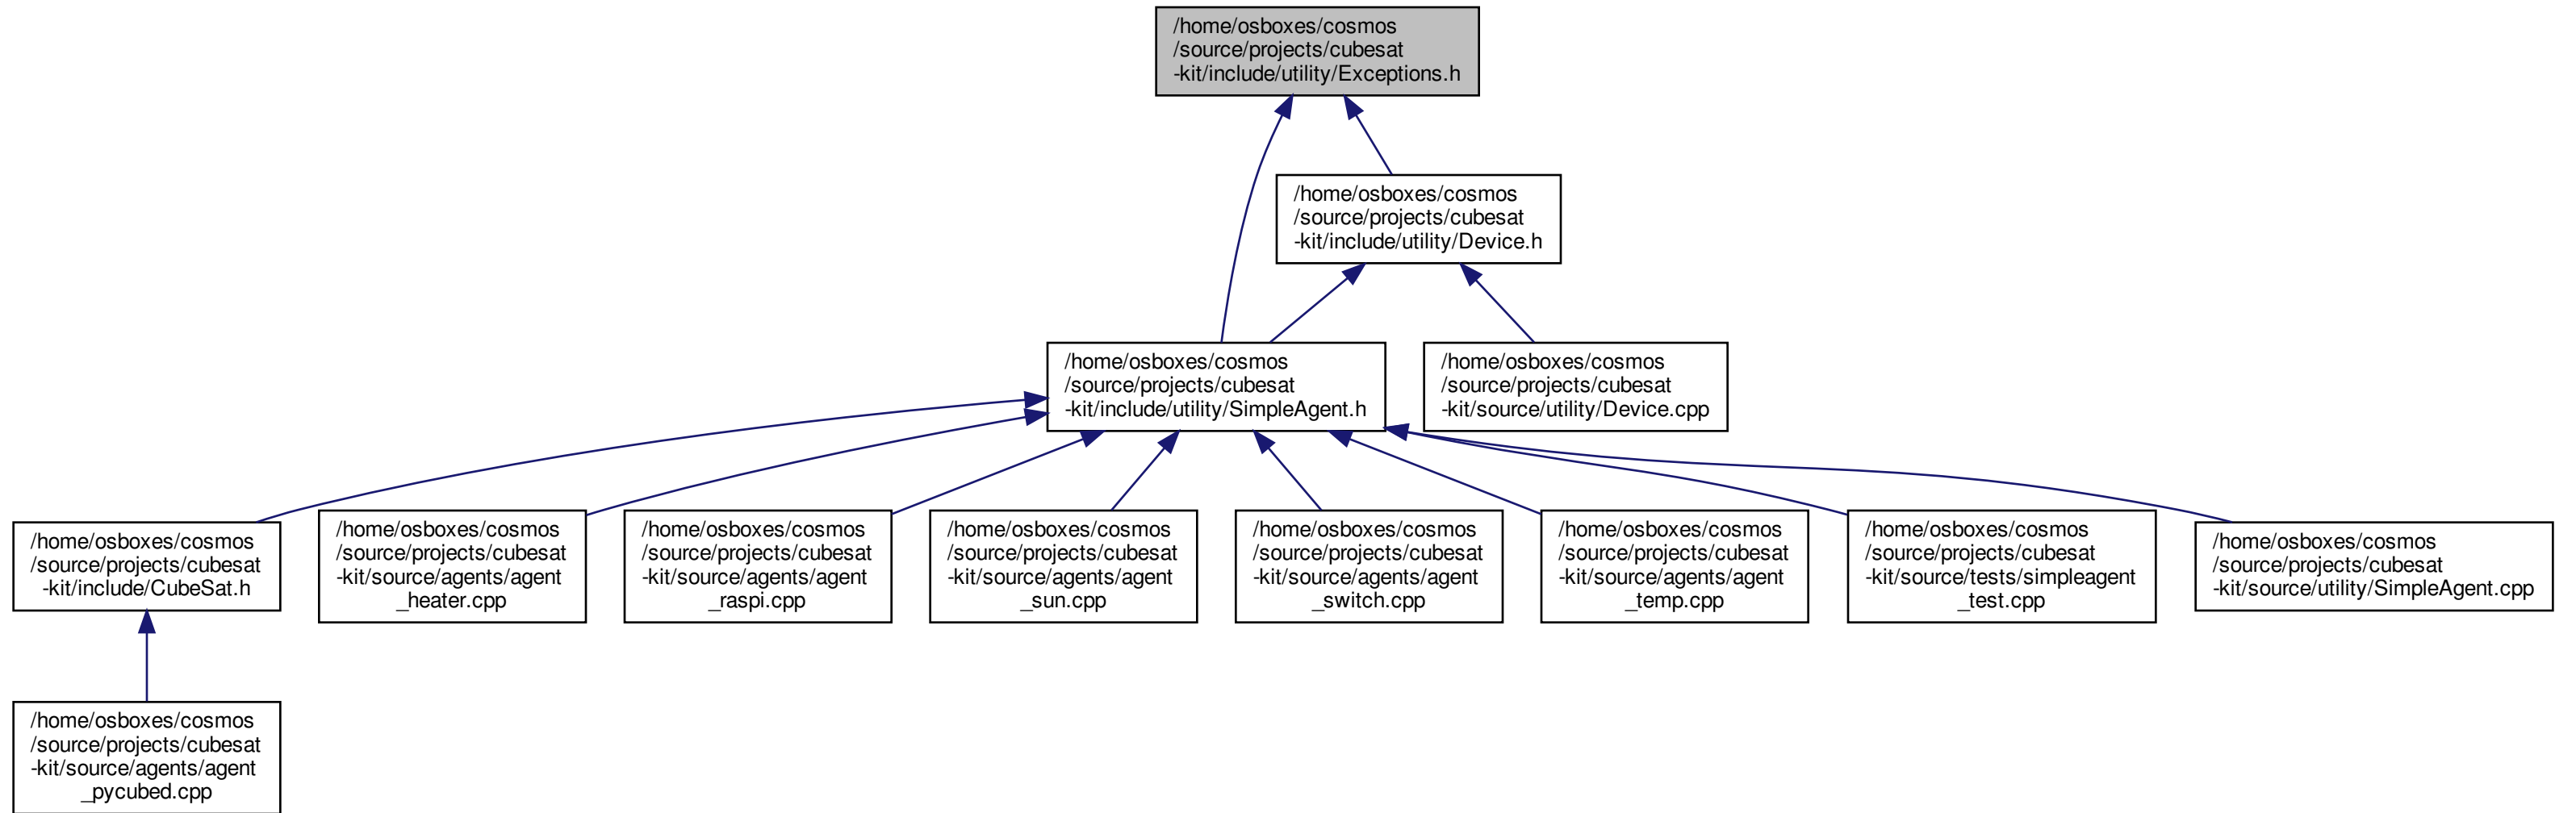 /home/osboxes/cosmos
/source/projects/cubesat
-kit/include/utility/Exceptions.h
/home/osboxes/cosmos
/source/projects/cubesat
-kit/include/utility/Device.h
/home/osboxes/cosmos
/source/projects/cubesat
-kit/include/utility/SimpleAgent.h
/home/osboxes/cosmos
/source/projects/cubesat
-kit/source/utility/Device.cpp
/home/osboxes/cosmos
/source/projects/cubesat
-kit/include/CubeSat.h
/home/osboxes/cosmos
/source/projects/cubesat
-kit/source/agents/agent
_heater.cpp
/home/osboxes/cosmos
/source/projects/cubesat
-kit/source/agents/agent
_raspi.cpp
/home/osboxes/cosmos
/source/projects/cubesat
-kit/source/agents/agent
_sun.cpp
/home/osboxes/cosmos
/source/projects/cubesat
-kit/source/agents/agent
_switch.cpp
/home/osboxes/cosmos
/source/projects/cubesat
-kit/source/agents/agent
_temp.cpp
/home/osboxes/cosmos
/source/projects/cubesat
-kit/source/tests/simpleagent
_test.cpp
/home/osboxes/cosmos
/source/projects/cubesat
-kit/source/utility/SimpleAgent.cpp
/home/osboxes/cosmos
/source/projects/cubesat
-kit/source/agents/agent
_pycubed.cpp